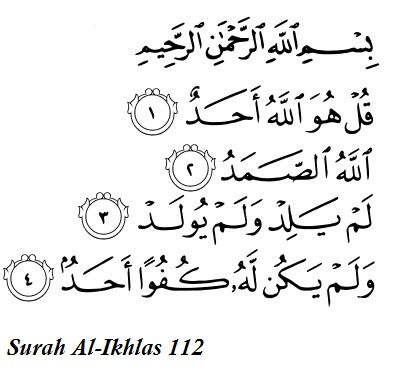 بِسْمِ ٱللَّهِ ٱلرَّحْمَٰنِ ٱلرَّحِيمِ
قُلْ هُوَ ٱللَّهُ أَحَدٌ ١
ٱللَّهُ ٱلصَّمَدُ ٢
لَمْ يَلِدْ وَلَمْ يُولَدْ ٣
وَلَمْ يَكُن لَّهُۥ كُفُوًا أَحَدٌۢ ٤
Surah Al-Ikhlas 112